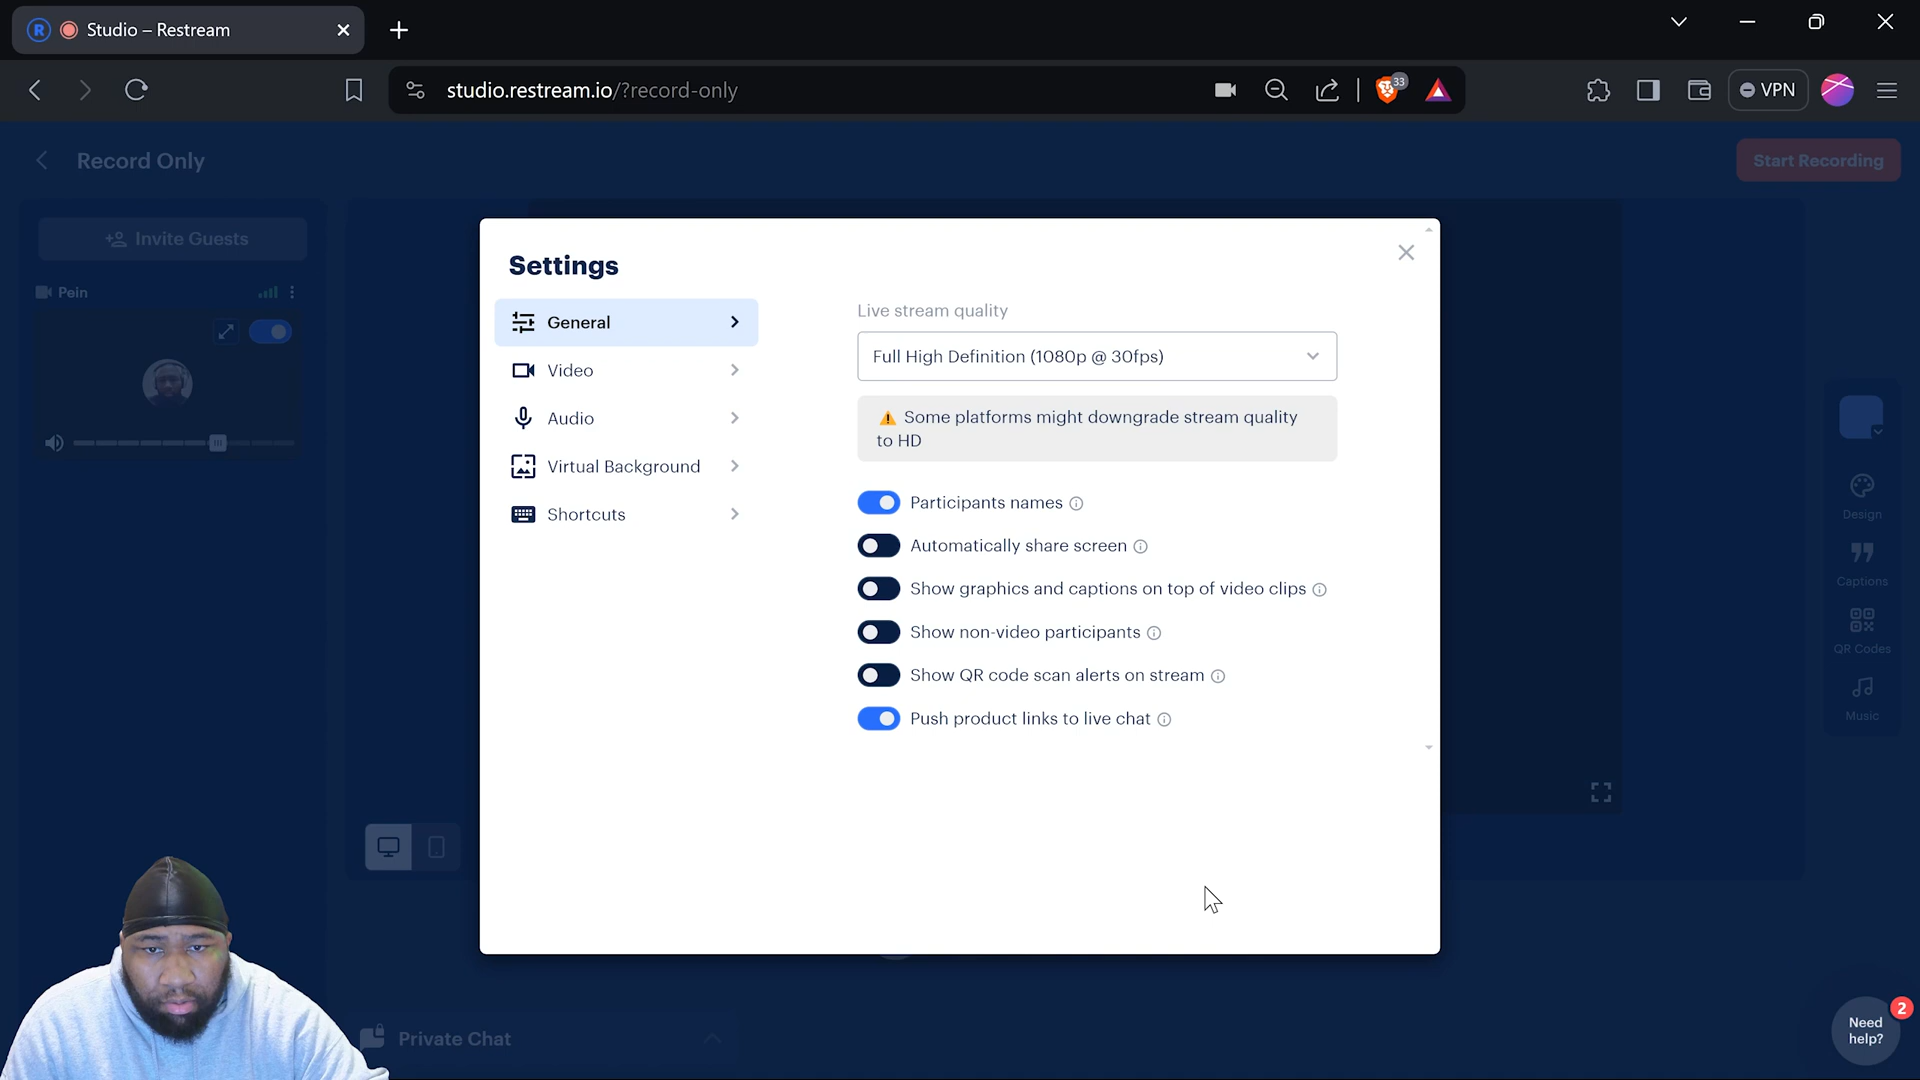 Studio – Restream
studio.restream.io/?record-only
33
VPN
Record Only
Start Recording
Invite Guests
Pein
Settings
General
Video
Audio
Virtual Background
Shortcuts
Live stream quality
Full High Definition (1080p @ 30fps)
Some platforms might downgrade stream quality
to HD
Participants names
Automatically share screen
Show graphics and captions on top of video clips
Show non-video participants
Show QR code scan alerts on stream
Push product links to live chat
Design
Captions
QR Codes
Music
Private Chat
2
Need
help?